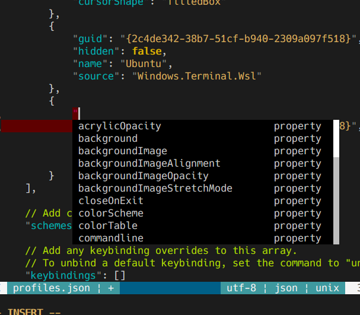 "cursorShape" : "filledBox"
},
{
"guid": "{2c4de342-38b7-51cf-b940-2309a097f518}",
"hidden": false,
"name": "Ubuntu",
"source": "Windows.Terminal.Wsl"
},
{
"
acrylicOpacity property
background property 8}",
backgroundImage property
backgroundImageAlignment property
backgroundImageOpacity property
} backgroundImageStretchMode property
], closeOnExit property
// Add c colorScheme property
"schemes colorTable property
commandline property
// Add any keybinding overrides to this array.
// To unbind a default keybinding, set the command to "un
"keybindings": []
profiles.json | + utf-8 | json | unix
-- INSERT --